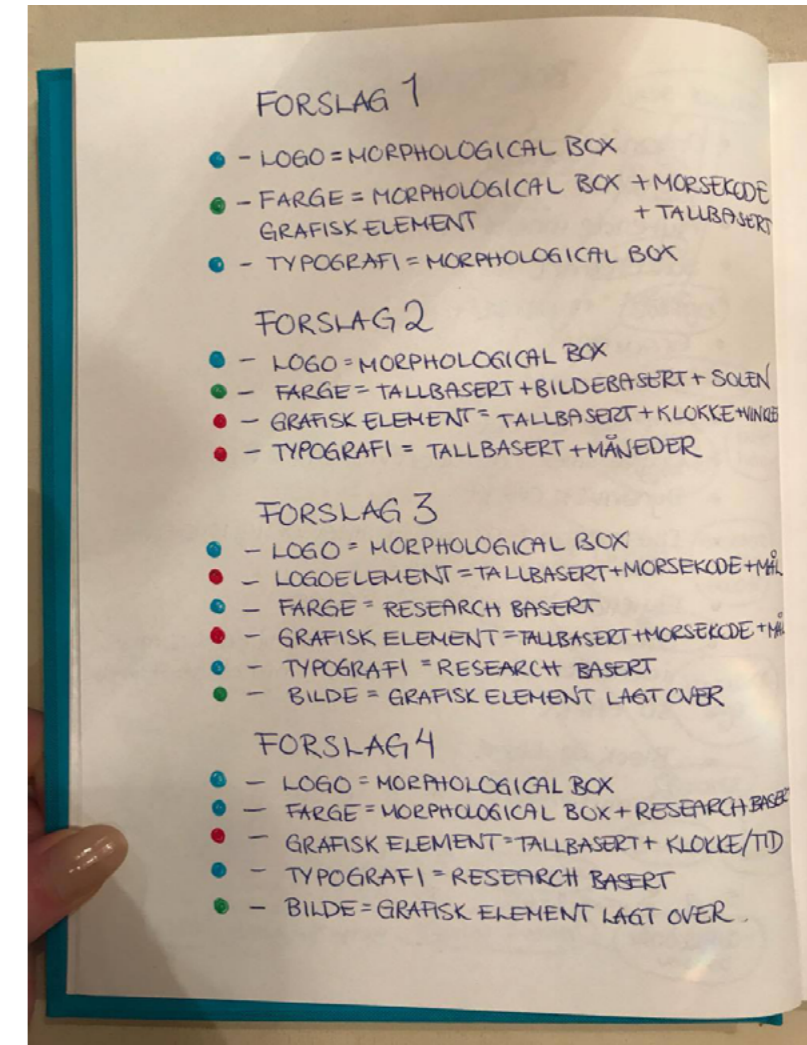 FORSLAG 1
- LOGO = MORPHOLOGICAL BOX
- FARGE = MORPHOLOGICAL BOX + MORSEKODE
GRAFISK ELEMENT + TALLBASERT
- TYPOGRAFI = MORPHOLOGICAL BOX
FORSLAG 2
- LOGO = MORPHOLOGICAL BOX
- FARGE = TALLBASERT + BILDEBASERT + SOLEN
- GRAFISK ELEMENT = TALLBASERT + KLOKKE + VINKEL
- TYPOGRAFI = TALLBASERT + MÅNEDER
FORSLAG 3
- LOGO = MORPHOLOGICAL BOX
- LOGOELEMENT = TALLBASERT + MORSEKODE + MÅL
- FARGE = RESEARCH BASERT
- GRAFISK ELEMENT = TALLBASERT + MORSEKODE + MÅL
- TYPOGRAFI = RESEARCH BASERT
- BILDE = GRAFISK ELEMENT LAGT OVER
FORSLAG 4
- LOGO = MORPHOLOGICAL BOX
- FARGE = MORPHOLOGICAL BOX + RESEARCH BASERT
- GRAFISK ELEMENT = TALLBASERT + KLOKKE/TID
- TYPOGRAFI = RESEARCH BASERT
- BILDE = GRAFISK ELEMENT LAGT OVER.